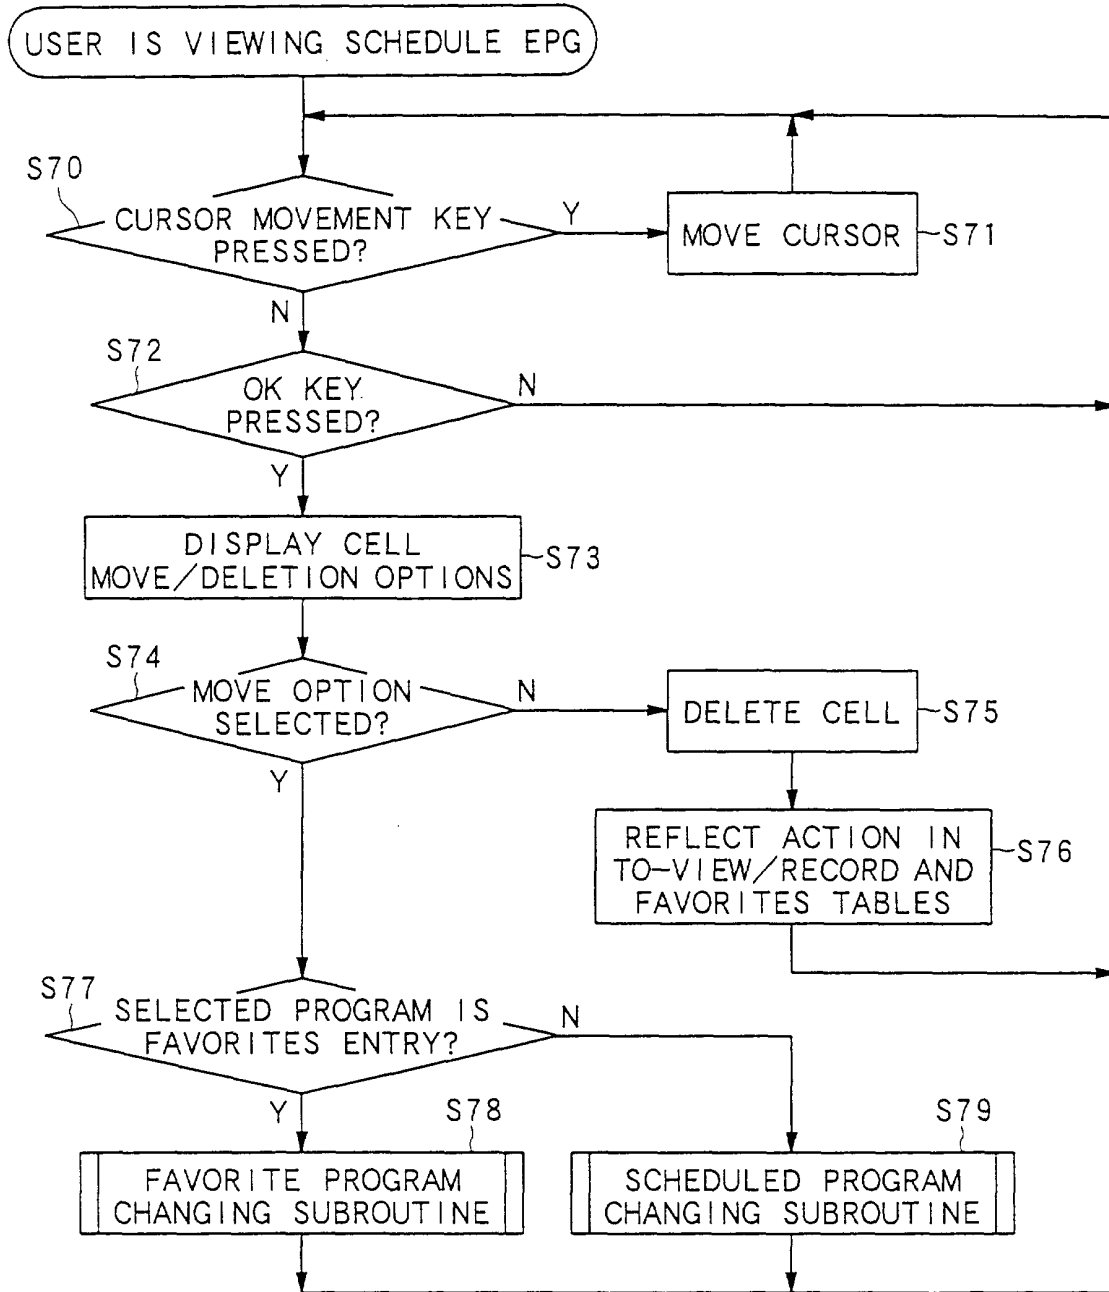 USER IS VIEWING SCHEDULE EPG
S70
CURSOR MOVEMENT KEY
PRESSED?
Y
MOVE CURSOR
S71
N
S72
OK KEY
PRESSED?
N
Y
DISPLAY CELL
MOVE/DELETION OPTIONS
S73
S74
MOVE OPTION
SELECTED?
N
DELETE CELL
S75
Y
REFLECT ACTION IN
TO-VIEW/RECORD AND
FAVORITES TABLES
S76
S77
SELECTED PROGRAM IS
FAVORITES ENTRY?
N
Y
S78
FAVORITE PROGRAM
CHANGING SUBROUTINE
S79
SCHEDULED PROGRAM
CHANGING SUBROUTINE